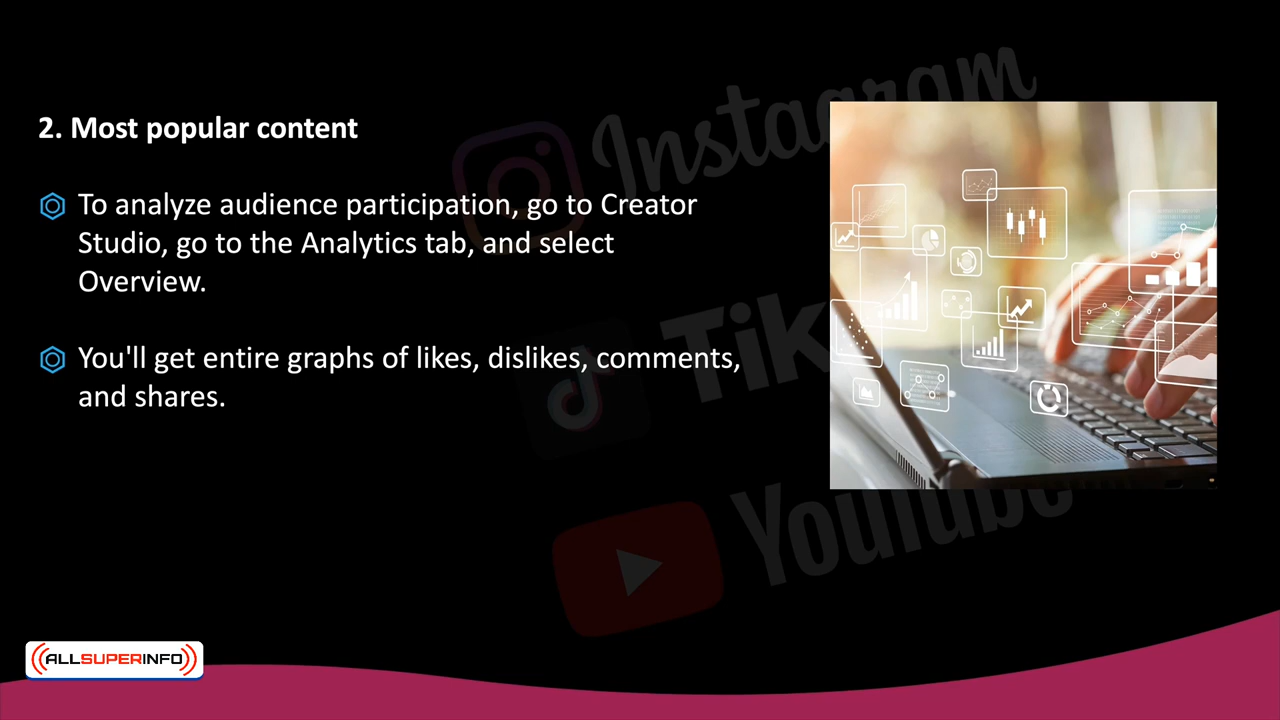 Instagram
2. Most popular content
To analyze audience participation, go to Creator
Studio, go to the Analytics tab, and select
Overview.
You'll get entire graphs of likes, dislikes, comments,
and shares.
TiK
YouTube
ALLSUPERINFO